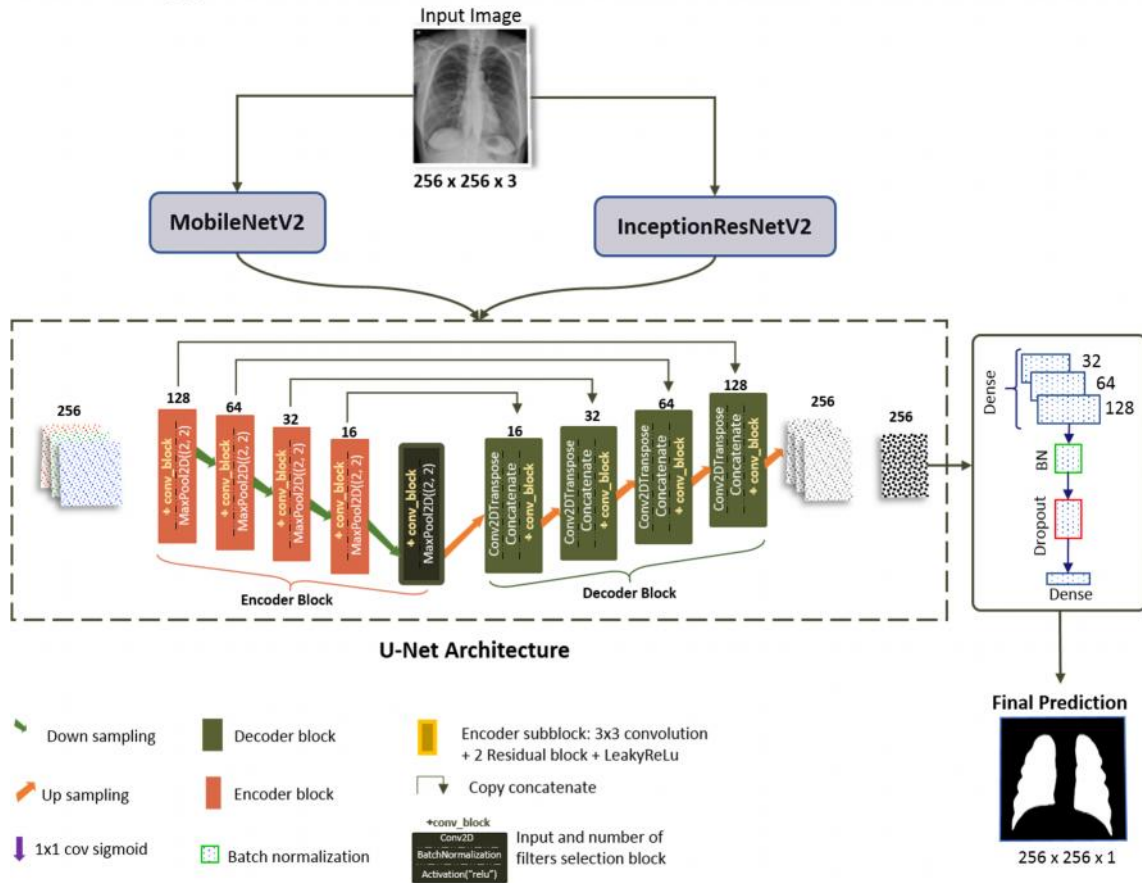 Input Image
256 x 256 x 3
MobileNetV2
InceptionResNetV2
256
128
+ conv_block
MaxPool2D((2, 2)
64
+ conv_block
MaxPool2D((2, 2)
32
+ conv_block
MaxPool2D((2, 2)
16
+ conv_block
MaxPool2D((2, 2)
+ conv_block
MaxPool2D((2, 2)
16
Conv2DTranspose
Concatenate
+ conv_block
32
Conv2DTranspose
Concatenate
+ conv_block
64
Conv2DTranspose
Concatenate
+ conv_block
128
Conv2DTranspose
Concatenate
+ conv_block
256
256
Encoder Block
Decoder Block
U-Net Architecture
Dense
32
64
128
BN
Dropout
Dense
Final Prediction
256 x 256 x 1
Down sampling
Decoder block
Encoder subblock: 3x3 convolution
+ 2 Residual block + LeakyReLu
Up sampling
Encoder block
Copy concatenate
1x1 cov sigmoid
Batch normalization
+conv_block
Conv2D
BatchNormalization
Activation("relu")
Input and number of
filters selection block